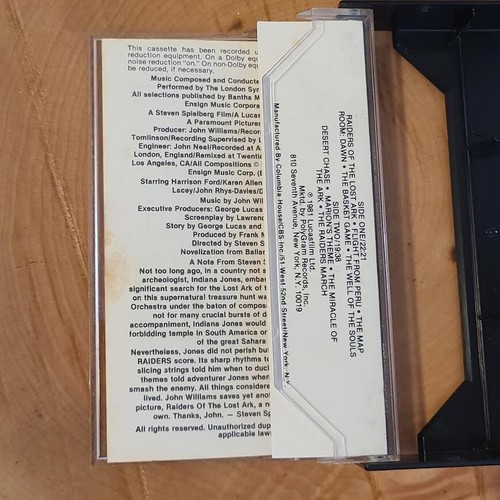 This cassette has been recorded
reduction equipment. On a Dolby
noise reduction "on." On non-Dolby
be reduced, if necessary.
Music Composed and Conducte
Performed by The London Sy
All selections published by Bantha M
Ensign Music Corpora
A Steven Spielberg Film/A Lucas
A Paramount Picture
Producer: John Williams/Recor
Tomlinson/Recording Supervised by L
Engineer: John Neal/Recorded at A
London, England/Remixed at Twenti
Los Angeles, CA/All Compositions ©
Ensign Music Corp. (
Starring Harrison Ford/Karen Allen
Lacey/John Rhys-Davies/D
Music by John Wil
Executive Producers: George Lucas
Screenplay by Lawrenc
Story by George Lucas and
Produced by Frank M
Directed by Steven S
Novelization from Ballan
A Note From Steven S
Not too long ago, in a country not s
archeologist, Indiana Jones, embar
significant search for the Lost Ark of t
on this supernatural treasure hunt wa
Orchestra under the baton of compos
not for many crucial bursts of d
accompaniment, Indiana Jones would
forbidding temple in South America or
of the great Sahara
Nevertheless, Jones did not perish bu
RAIDERS score. Its sharp rhythms to
slicing atrings told him when to duc
themes told adventurer Jones when
smash the enemy. All things considere
lived. John Williams saves yet anot
picture, Raiders Of The Lost Ark, a n
own. Thanks, John. — Steven Sp
All rights reserved. Unauthorized dup
applicable law
SIDE ONE/22:21
RAIDERS OF THE LOST ARK • FLIGHT FROM PERU • THE MAP
ROOM: DAWN • THE BASKET GAME • THE WELL OF THE SOULS
SIDE TWO/19:38
DESERT CHASE • MARION'S THEME • THE MIRACLE OF
THE ARK • THE RAIDERS MARCH
℗ 1981 Lucasfilm Ltd.
Mktd. by PolyGram Records, Inc.
810 Seventh Avenue, New York, N.Y. 10019
Manufactured By Columbia House/CBS Inc./51 West 52nd Street/New York, N.Y.